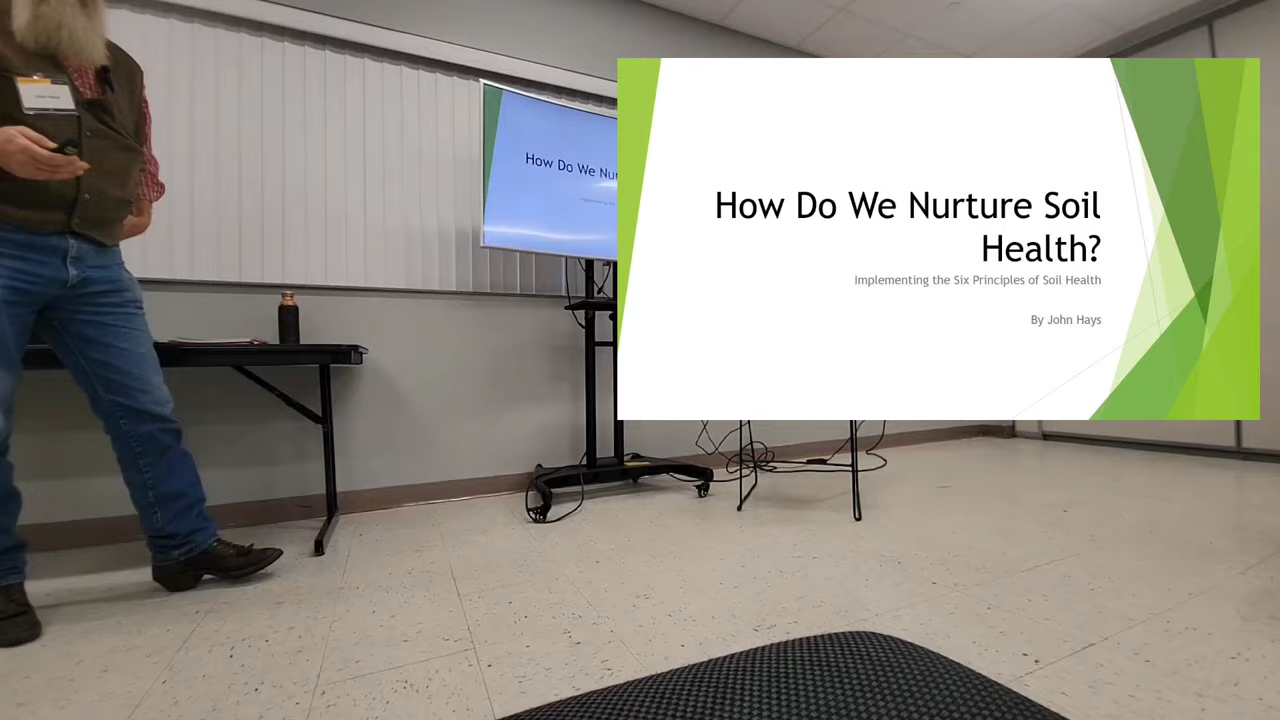 How Do We Nur
How Do We Nurture Soil
Health?
Implementing the Six Principles of Soil Health
By John Hays